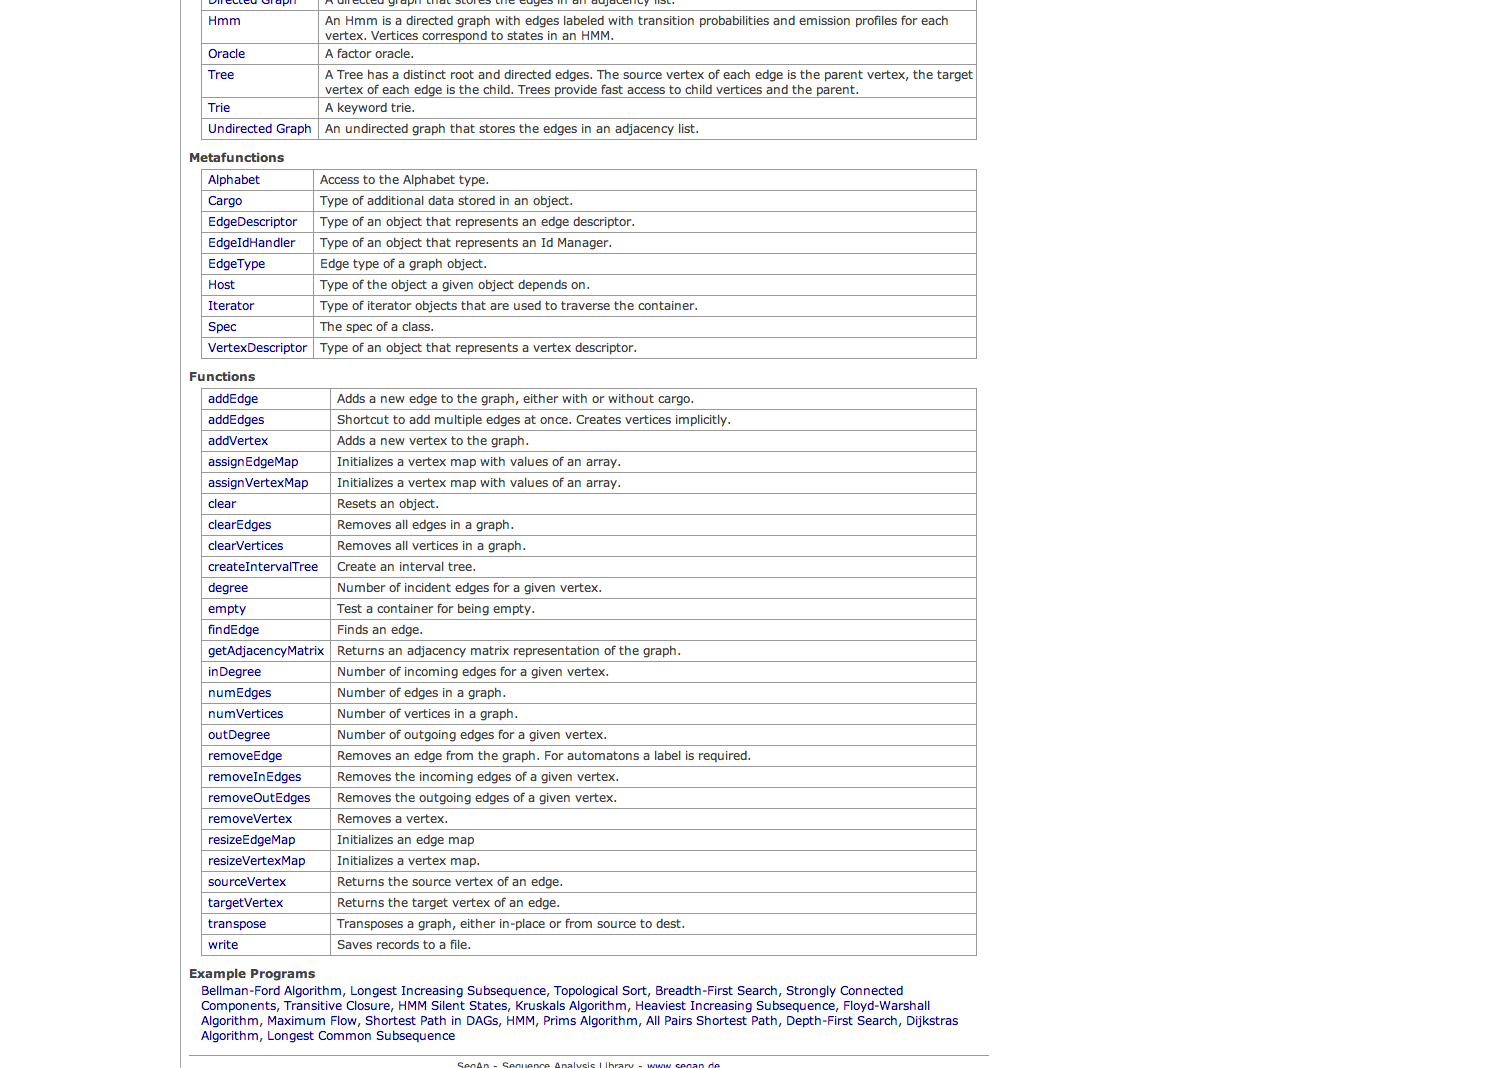 Directed Graph A directed graph that stores the edges in an adjacency list.
Hmm An Hmm is a directed graph with edges labeled with transition probabilities and emission profiles for each
vertex. Vertices correspond to states in an HMM.
Oracle A factor oracle.
Tree A Tree has a distinct root and directed edges. The source vertex of each edge is the parent vertex, the target
vertex of each edge is the child. Trees provide fast access to child vertices and the parent.
Trie A keyword trie.
Undirected Graph An undirected graph that stores the edges in an adjacency list.
Metafunctions
Alphabet Access to the Alphabet type.
Cargo Type of additional data stored in an object.
EdgeDescriptor Type of an object that represents an edge descriptor.
EdgeIdHandler Type of an object that represents an Id Manager.
EdgeType Edge type of a graph object.
Host Type of the object a given object depends on.
Iterator Type of iterator objects that are used to traverse the container.
Spec The spec of a class.
VertexDescriptor Type of an object that represents a vertex descriptor.
Functions
addEdge Adds a new edge to the graph, either with or without cargo.
addEdges Shortcut to add multiple edges at once. Creates vertices implicitly.
addVertex Adds a new vertex to the graph.
assignEdgeMap Initializes a vertex map with values of an array.
assignVertexMap Initializes a vertex map with values of an array.
clear Resets an object.
clearEdges Removes all edges in a graph.
clearVertices Removes all vertices in a graph.
createIntervalTree Create an interval tree.
degree Number of incident edges for a given vertex.
empty Test a container for being empty.
findEdge Finds an edge.
getAdjacencyMatrix Returns an adjacency matrix representation of the graph.
inDegree Number of incoming edges for a given vertex.
numEdges Number of edges in a graph.
numVertices Number of vertices in a graph.
outDegree Number of outgoing edges for a given vertex.
removeEdge Removes an edge from the graph. For automatons a label is required.
removeInEdges Removes the incoming edges of a given vertex.
removeOutEdges Removes the outgoing edges of a given vertex.
removeVertex Removes a vertex.
resizeEdgeMap Initializes an edge map
resizeVertexMap Initializes a vertex map.
sourceVertex Returns the source vertex of an edge.
targetVertex Returns the target vertex of an edge.
transpose Transposes a graph, either in-place or from source to dest.
write Saves records to a file.
Example Programs
Bellman-Ford Algorithm, Longest Increasing Subsequence, Topological Sort, Breadth-First Search, Strongly Connected
Components, Transitive Closure, HMM Silent States, Kruskals Algorithm, Heaviest Increasing Subsequence, Floyd-Warshall
Algorithm, Maximum Flow, Shortest Path in DAGs, HMM, Prims Algorithm, All Pairs Shortest Path, Depth-First Search, Dijkstras
Algorithm, Longest Common Subsequence
SeqAn - Sequence Analysis Library - www.seqan.de